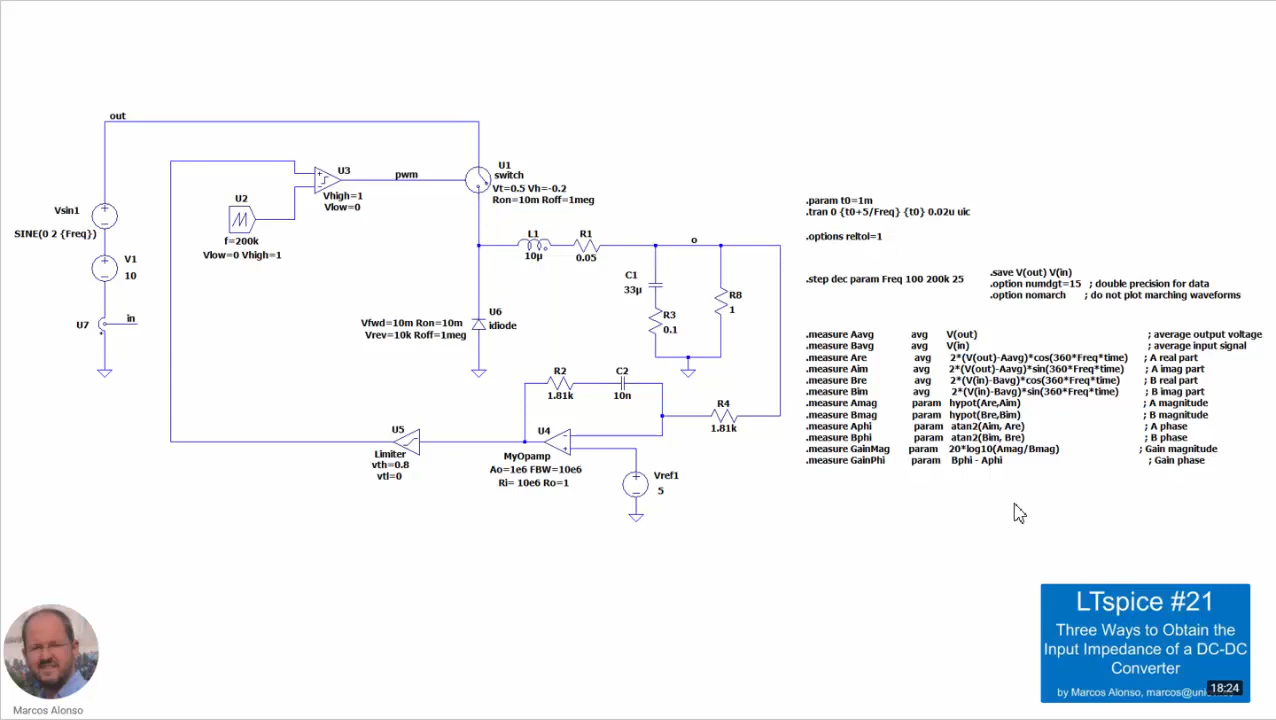 out
U3
pwm
Vhigh=1
Vlow=0
U1
switch
Vt=0.5 Vh=-0.2
Ron=10m Roff=1meg
U2
f=200k
Vlow=0 Vhigh=1
Vsin1
SINE(0 2 {Freq})
V1
10
U7
in
L1
10µ
R1
0.05
o
C1
33µ
R3
0.1
R8
1
U6
idiode
Vfwd=10m Ron=10m
Vrev=10k Roff=1meg
R2
1.81k
C2
10n
R4
1.81k
U5
Limiter
vth=0.8
vtl=0
U4
MyOpamp
Ao=1e6 FBW=10e6
Ri= 10e6 Ro=1
Vref1
5
.param t0=1m
.tran 0 {t0+5/Freq} {t0} 0.02u uic
.options reltol=1
.step dec param Freq 100 200k 25
.save V(out) V(in)
.option numdgt=15 ; double precision for data
.option nomarch ; do not plot marching waveforms
.measure Aavg avg V(out) ; average output voltage
.measure Bavg avg V(in) ; average input signal
.measure Are avg 2*(V(out)-Aavg)*cos(360*Freq*time) ; A real part
.measure Aim avg 2*(V(out)-Aavg)*sin(360*Freq*time) ; A imag part
.measure Bre avg 2*(V(in)-Bavg)*cos(360*Freq*time) ; B real part
.measure Bim avg 2*(V(in)-Bavg)*sin(360*Freq*time) ; B imag part
.measure Amag param hypot(Are,Aim) ; A magnitude
.measure Bmag param hypot(Bre,Bim) ; B magnitude
.measure Aphi param atan2(Aim, Are) ; A phase
.measure Bphi param atan2(Bim, Bre) ; B phase
.measure GainMag param 20*log10(Amag/Bmag) ; Gain magnitude
.measure GainPhi param Bphi - Aphi ; Gain phase
LTspice #21
Three Ways to Obtain the
Input Impedance of a DC-DC
Converter
by Marcos Alonso,
18:24
Marcos Alonso